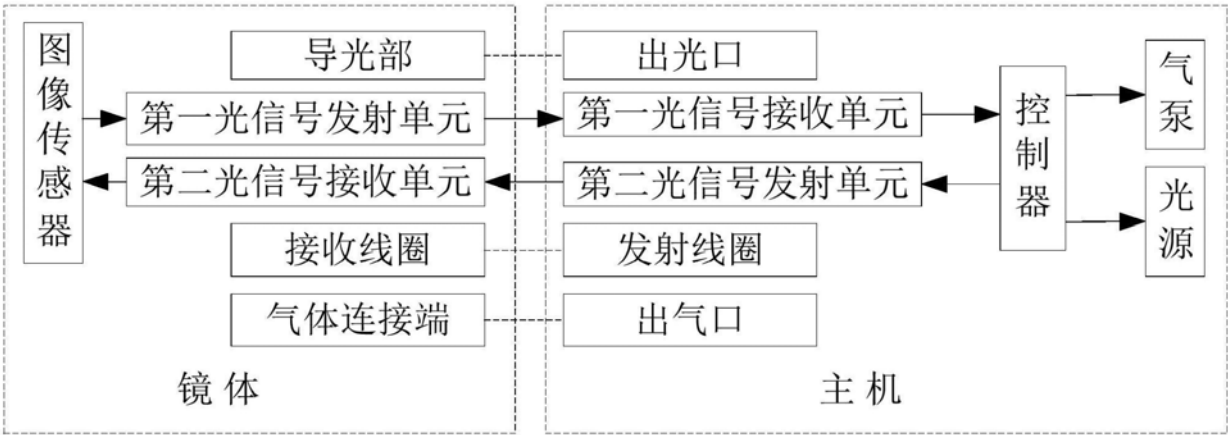 图像传感器
导光部
出光口
第一光信号发射单元
第一光信号接收单元
第二光信号接收单元
第二光信号发射单元
接收线圈
发射线圈
气体连接端
出气口
控制器
气泵
光源
镜体
主机